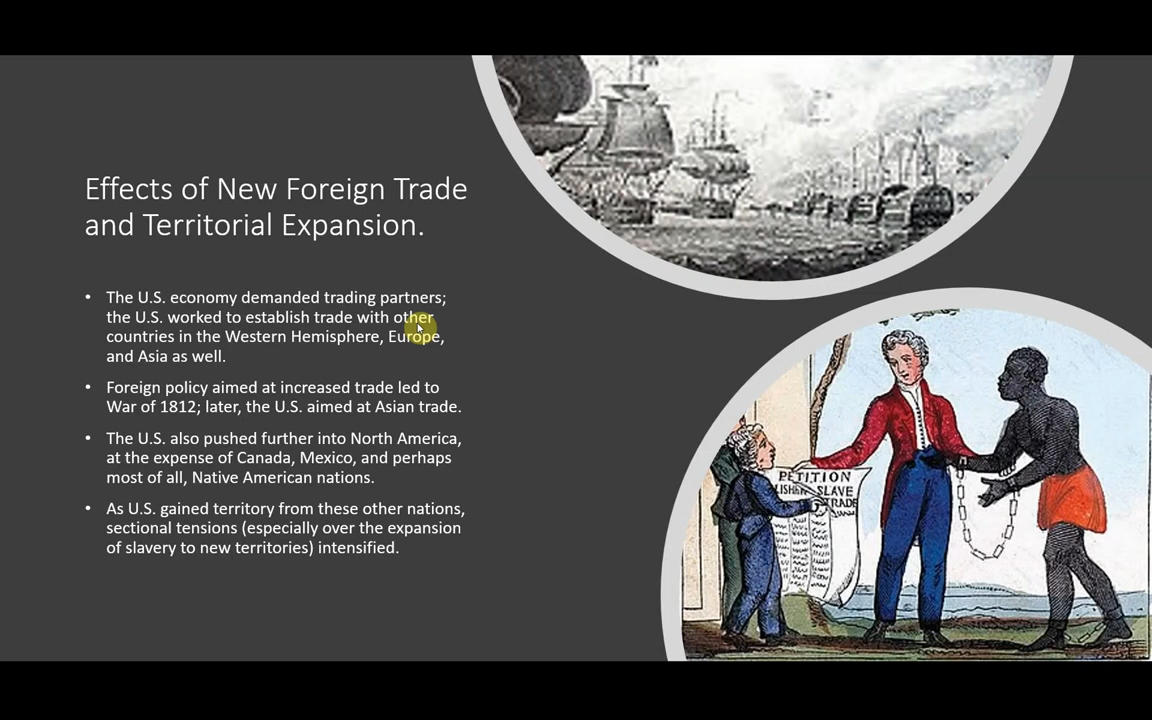 Effects of New Foreign Trade
and Territorial Expansion.
• The U.S. economy demanded trading partners;
the U.S. worked to establish trade with other
countries in the Western Hemisphere, Europe,
and Asia as well.
• Foreign policy aimed at increased trade led to
War of 1812; later, the U.S. aimed at Asian trade.
• The U.S. also pushed further into North America,
at the expense of Canada, Mexico, and perhaps
most of all, Native American nations.
• As U.S. gained territory from these other nations,
sectional tensions (especially over the expansion
of slavery to new territories) intensified.
PETITION
SLAVE
TRADE